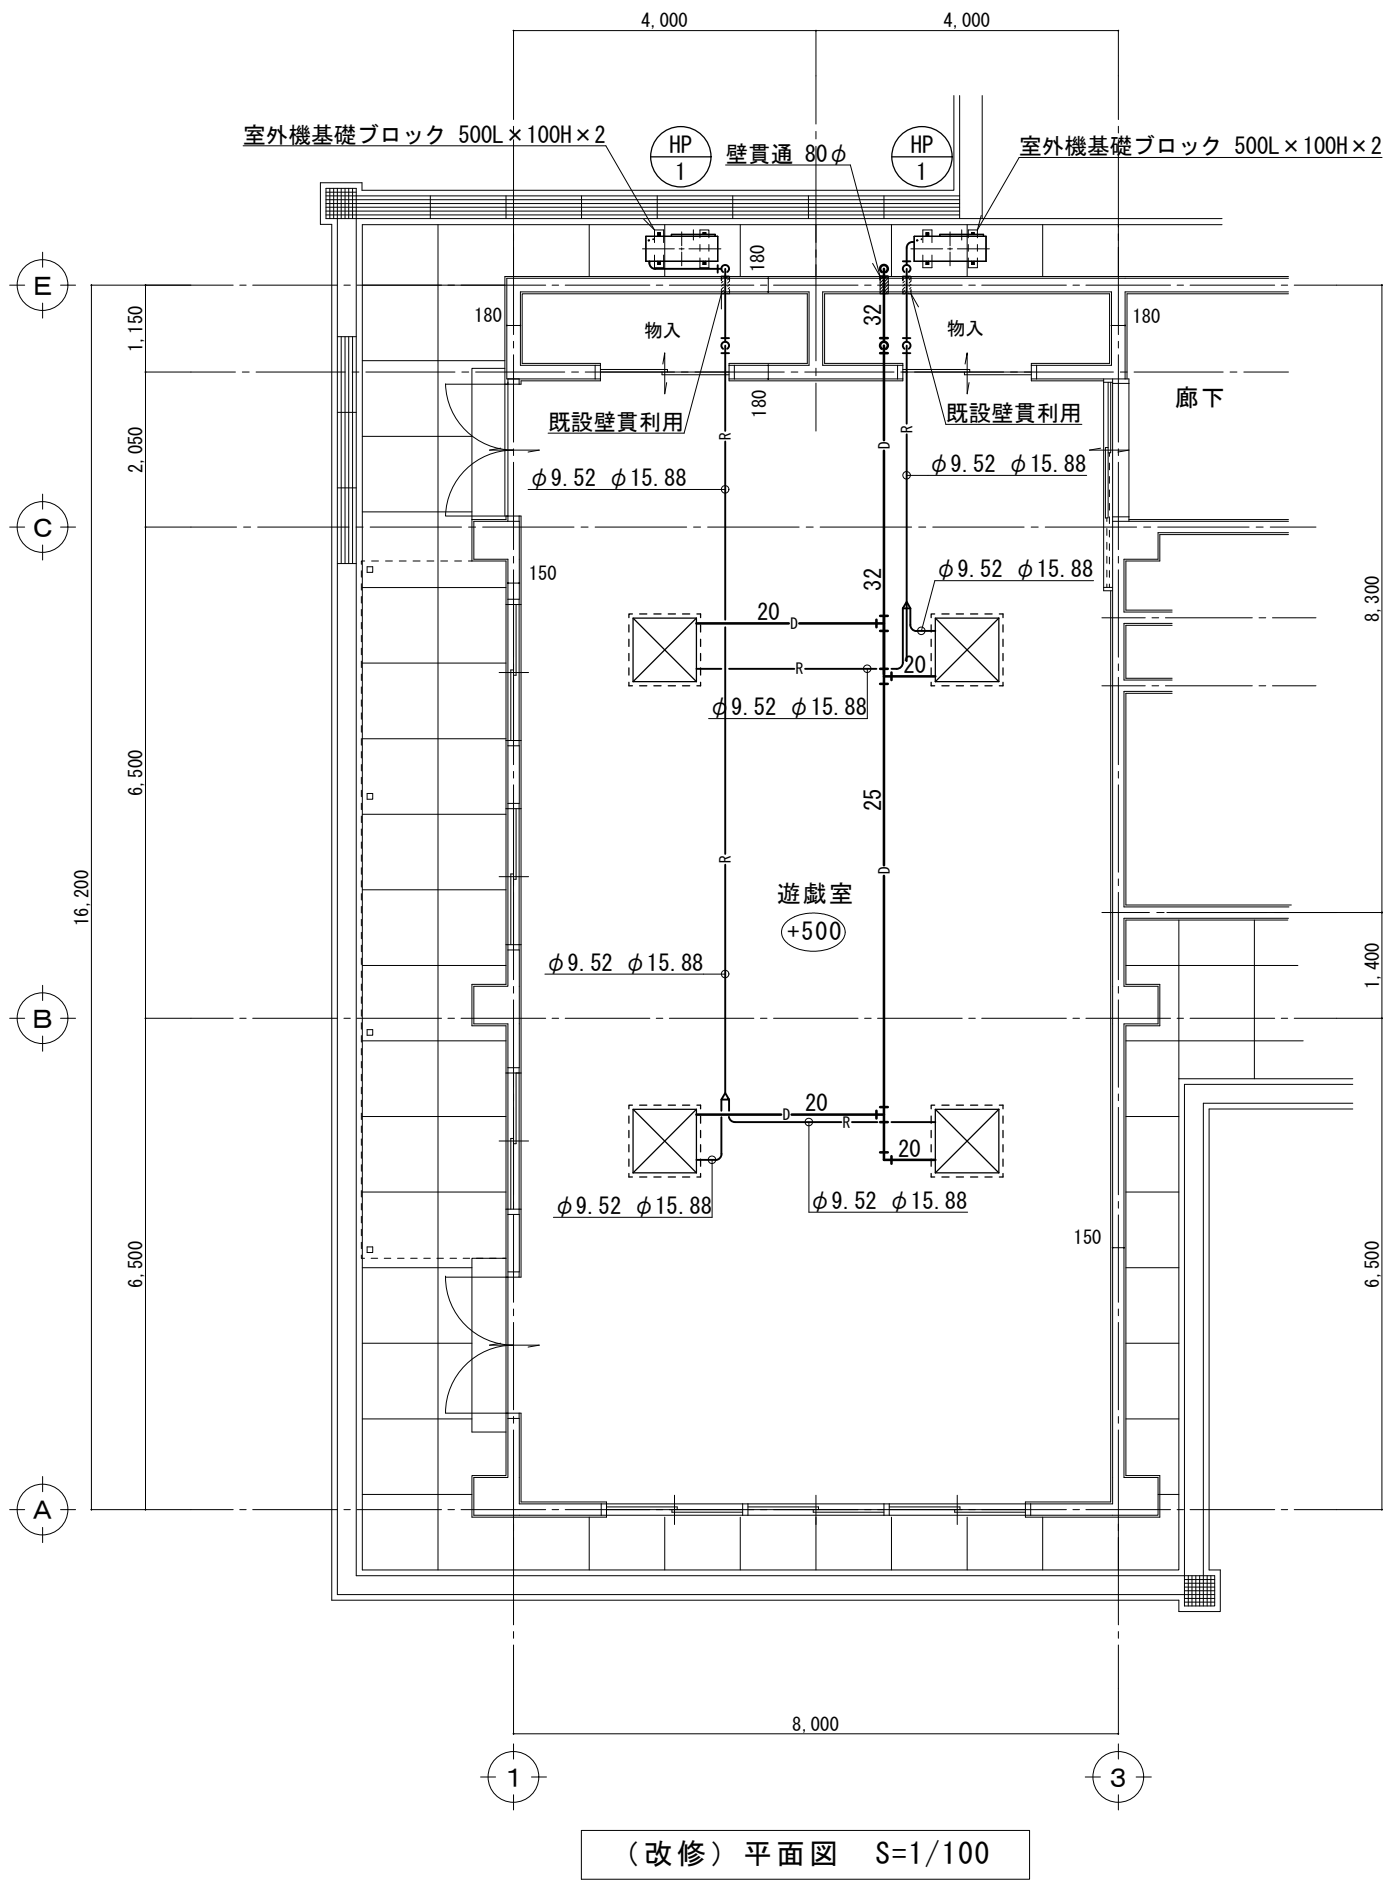 4,000
4,000
室外機基礎ブロック 500L×100H×2
HP
1
壁貫通 80φ
HP
1
室外機基礎ブロック 500L×100H×2
E
180
180
物入
32
物入
180
1,150
180
廊下
既設壁貫利用
既設壁貫利用
R
D
R
2,050
φ9.52 φ15.88
φ9.52 φ15.88
C
150
32
φ9.52 φ15.88
8,300
20
D
R
20
φ9.52 φ15.88
6,500
25
R
D
16,200
遊戯室
+500
φ9.52 φ15.88
1,400
B
20
D
R
20
φ9.52 φ15.88
φ9.52 φ15.88
150
6,500
6,500
A
8,000
1
3
（改修）平面図 S=1/100